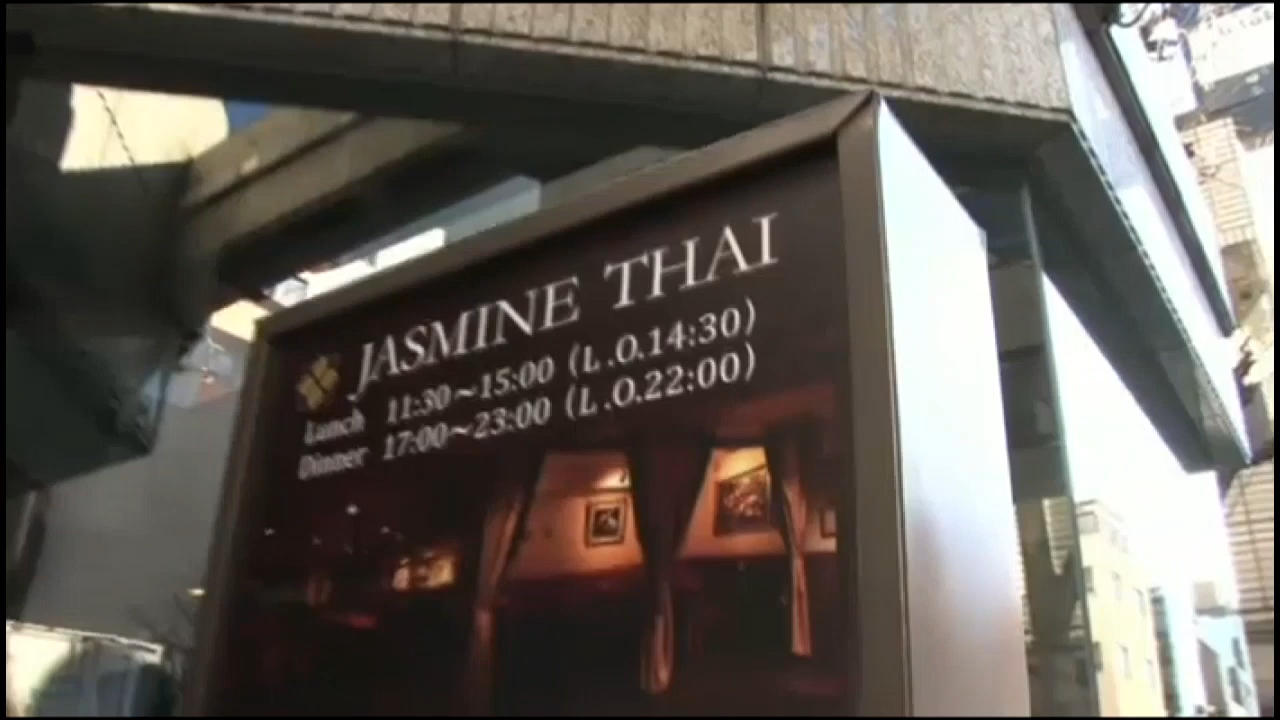 JASMINE THAI
Lunch 11:30~15:00 (L.O.14:30)
Dinner 17:00~23:00 (L.O.22:00)